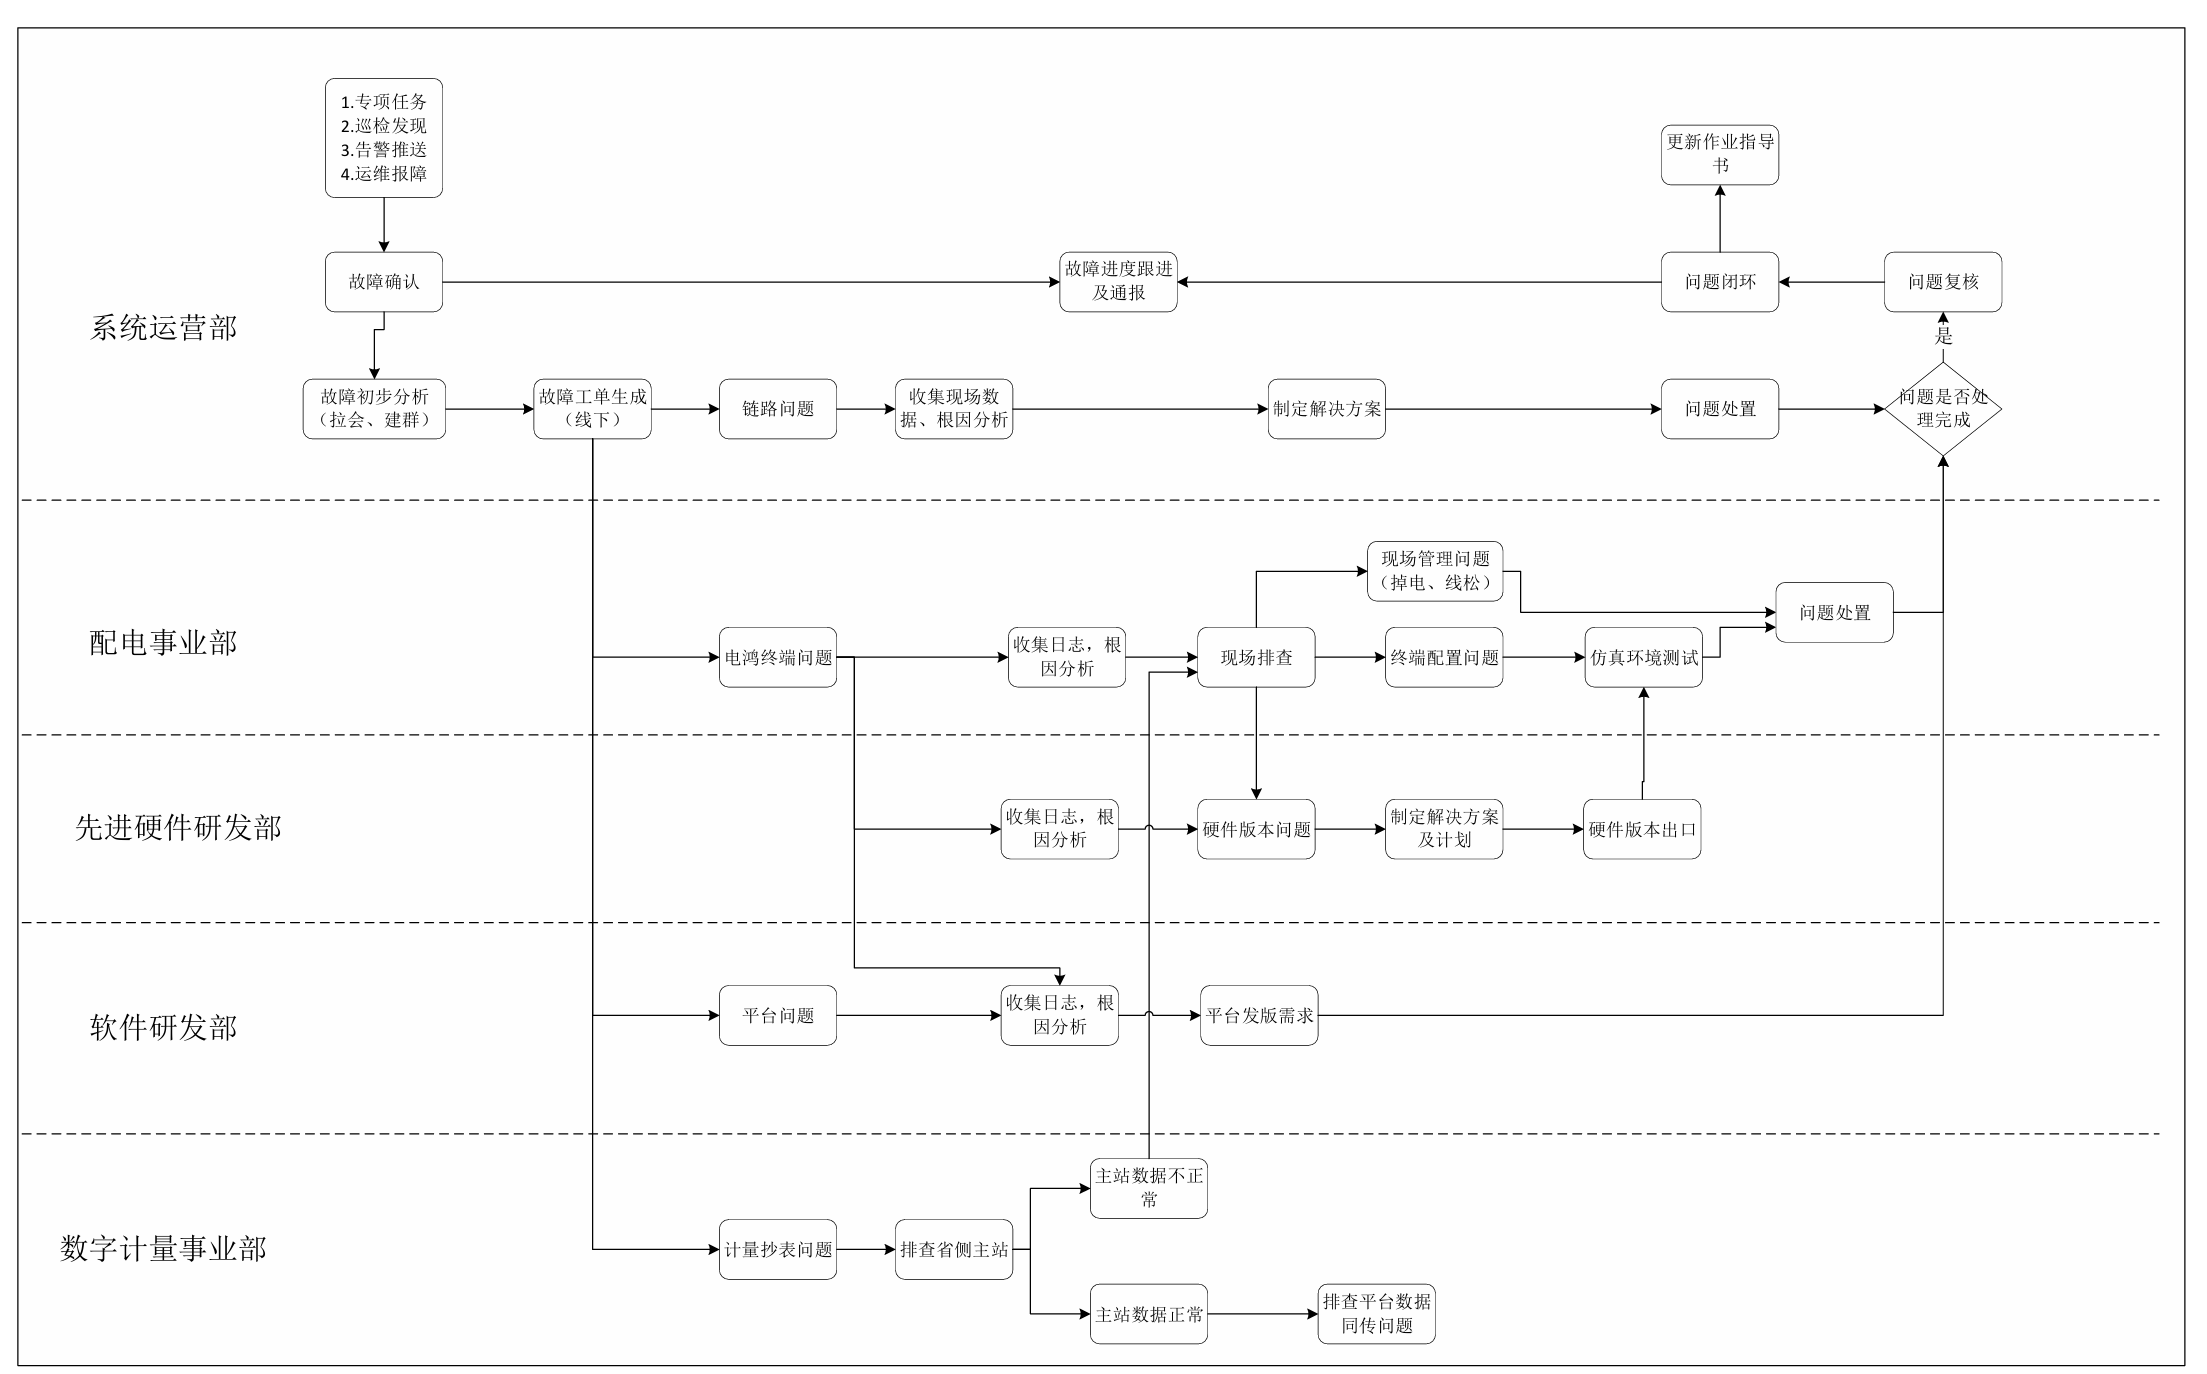 1.专项任务
2.巡检发现
3.告警推送
4.运维报障
更新作业指导
书
故障确认
故障进度跟进
及通报
问题闭环
问题复核
系统运营部
是
故障初步分析
（拉会、建群）
故障工单生成
（线下）
链路问题
收集现场数
据、根因分析
制定解决方案
问题处置
问题是否处
理完成
配电事业部
现场管理问题
（掉电、线松）
问题处置
电鸿终端问题
收集日志，根
因分析
现场排查
终端配置问题
仿真环境测试
先进硬件研发部
收集日志，根
因分析
硬件版本问题
制定解决方案
及计划
硬件版本出口
软件研发部
平台问题
收集日志，根
因分析
平台发版需求
数字计量事业部
主站数据不正
常
计量抄表问题
排查省侧主站
主站数据正常
排查平台数据
同传问题